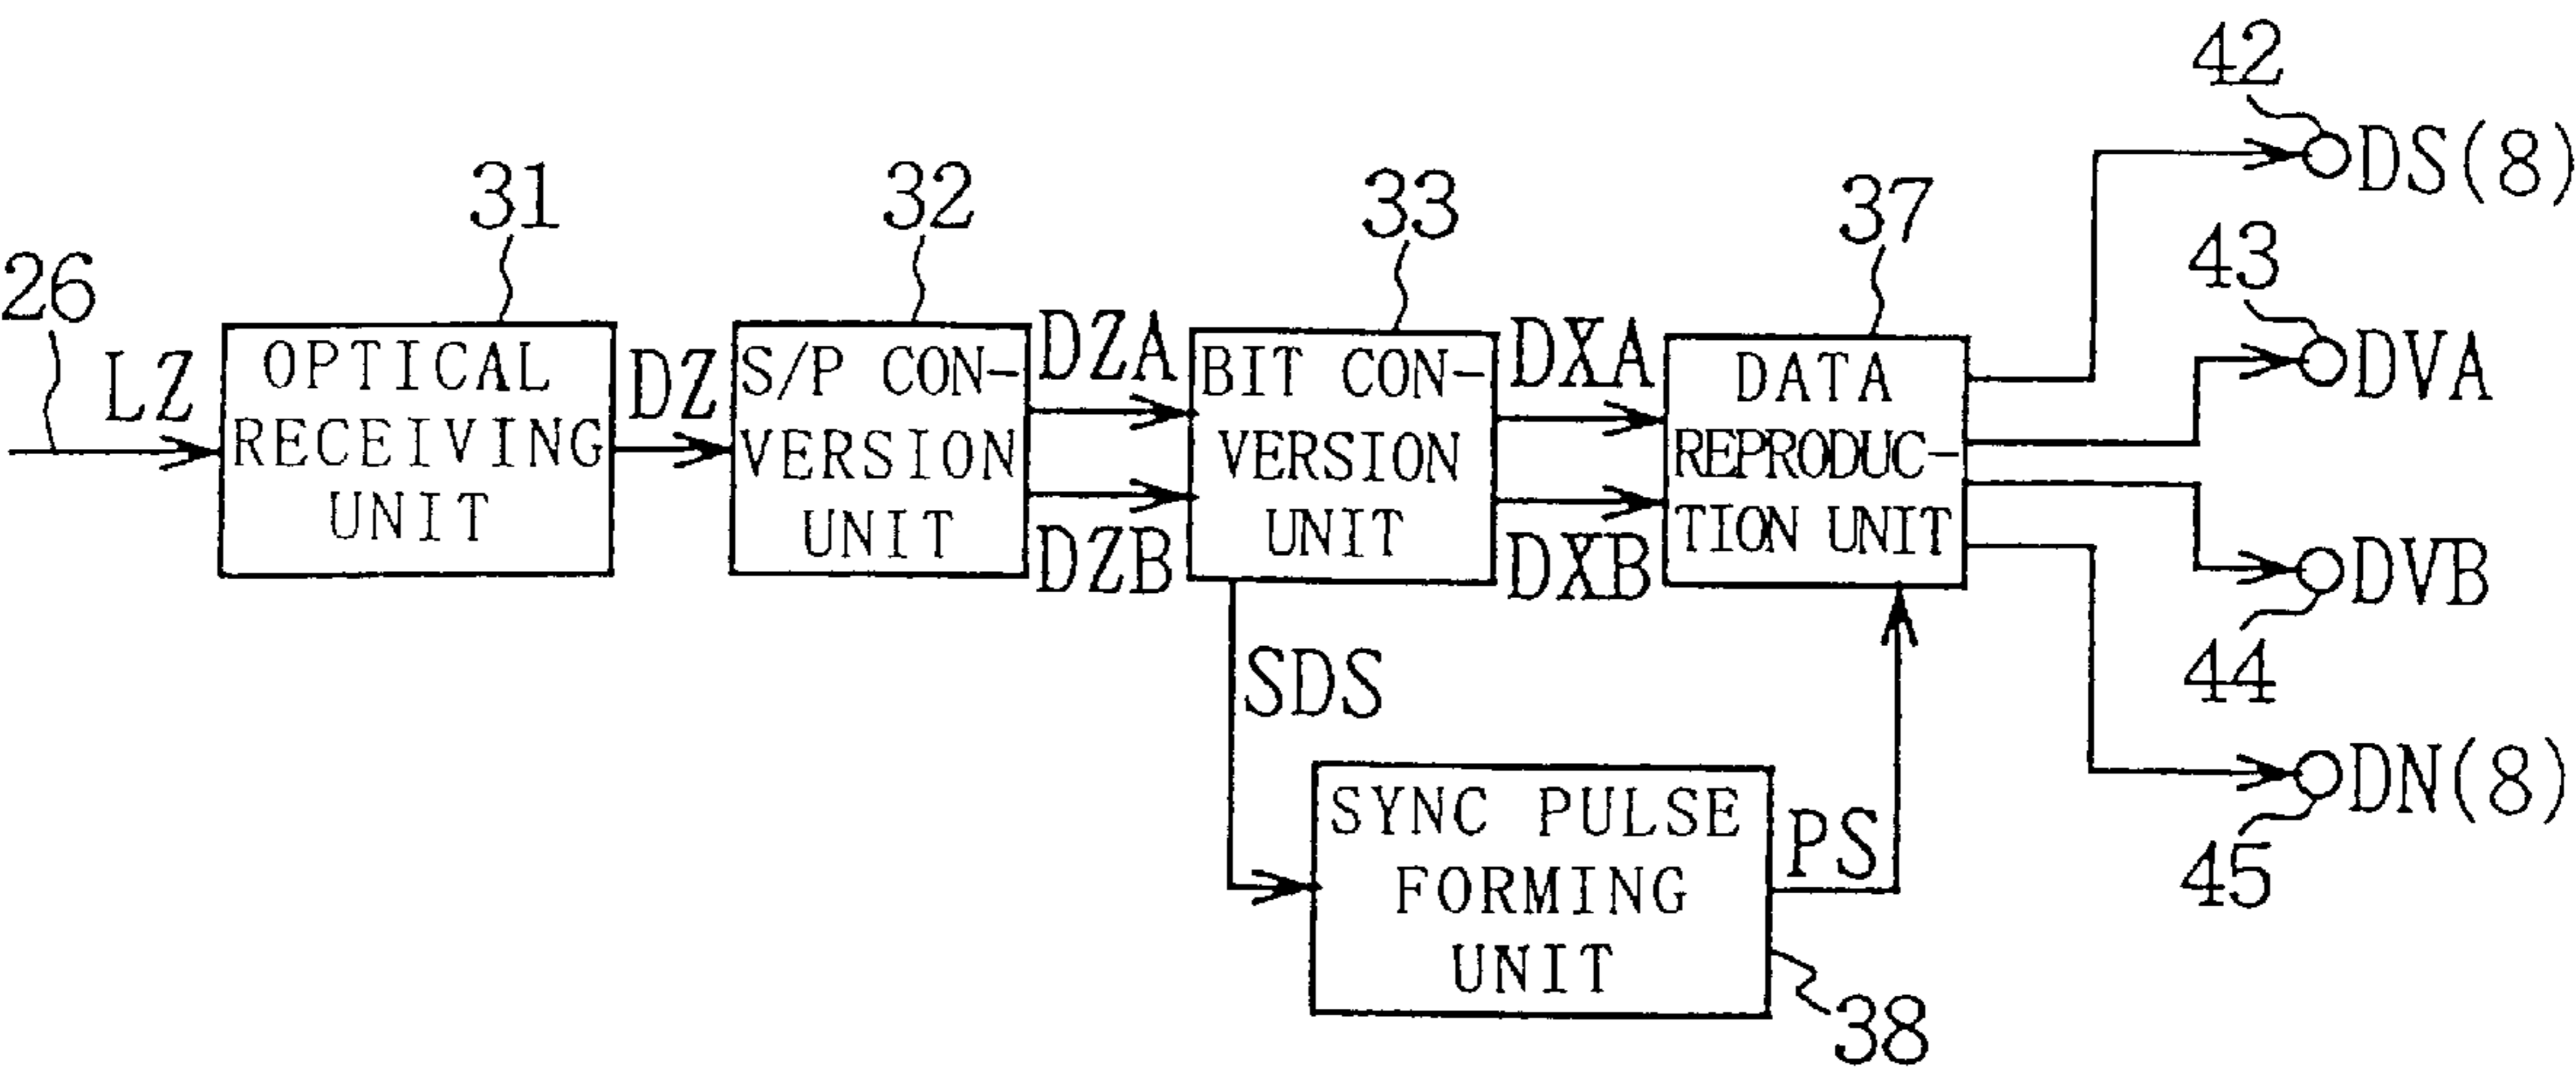 42
DS(8)
31
32
33
37
43
26
LZ
OPTICAL
RECEIVING
UNIT
DZ
S/P CON-
VERSION
UNIT
DZA
DZB
BIT CON-
VERSION
UNIT
DXA
DXB
DATA
REPRODUC-
TION UNIT
DVA
DVB
44
SDS
SYNC PULSE
FORMING
UNIT
PS
DN(8)
45
38